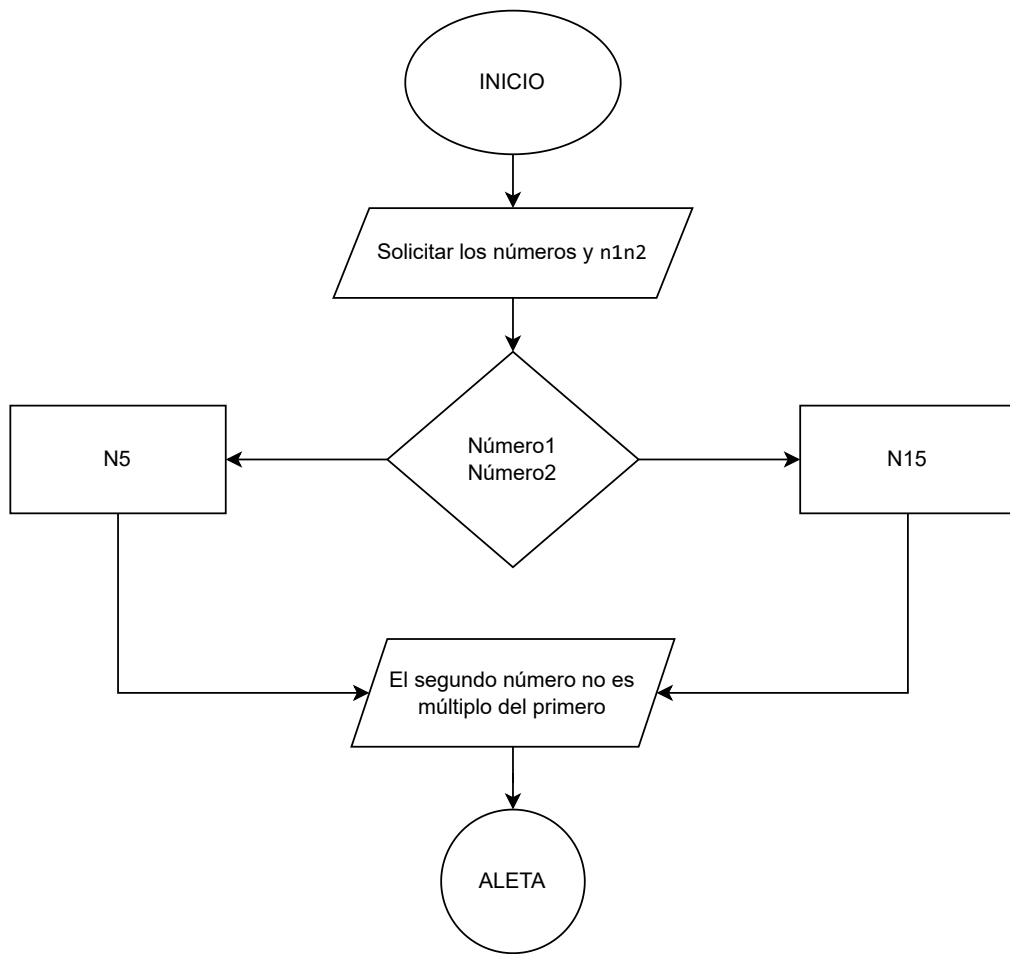 INICIO
Solicitar los números y n1n2
Número1
Número2
N5
N15
El segundo número no es
múltiplo del primero
ALETA